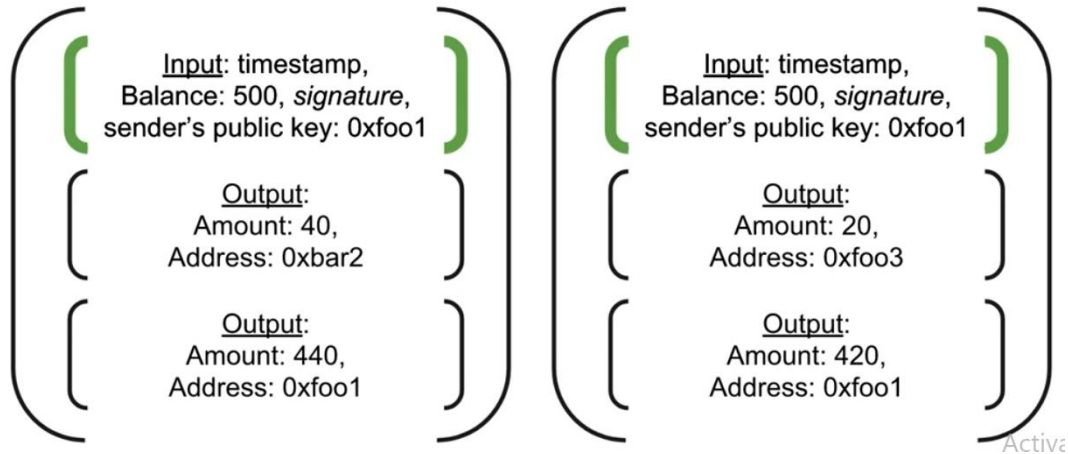 Input: timestamp,
Balance: 500, signature,
sender's public key: 0xfoo1
Output:
Amount: 40,
Address: 0xbar2
Output:
Amount: 440,
Address: 0xfoo1
Input: timestamp,
Balance: 500, signature,
sender's public key: 0xfoo1
Output:
Amount: 20,
Address: 0xfoo3
Output:
Amount: 420,
Address: 0xfoo1
Activa